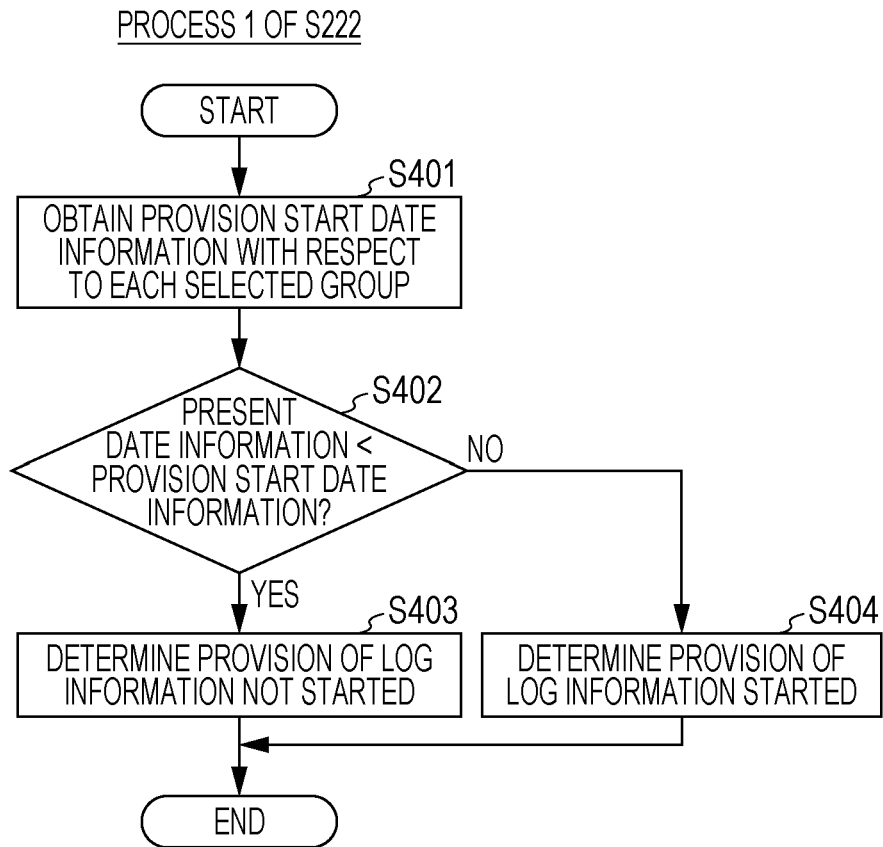 PROCESS 1 OF S222
START
S401
OBTAIN PROVISION START DATE
INFORMATION WITH RESPECT
TO EACH SELECTED GROUP
S402
PRESENT
DATE INFORMATION <
PROVISION START DATE
INFORMATION?
NO
YES
S403
DETERMINE PROVISION OF LOG
INFORMATION NOT STARTED
S404
DETERMINE PROVISION OF
LOG INFORMATION STARTED
END